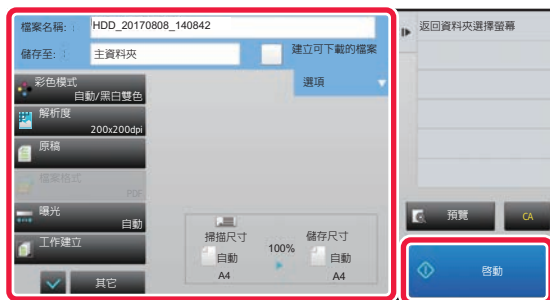 檔案名稱:
HDD_20170808_140842
儲存至:
主資料夾
建立可下載的檔案
選項
彩色模式
自動/黑白雙色
解析度
200x200dpi
原稿
檔案格式
PDF
曝光
自動
工作建立
其它
掃描尺寸
自動
A4
100%
儲存尺寸
自動
A4
返回資料夾選擇螢幕
預覽
CA
啓動